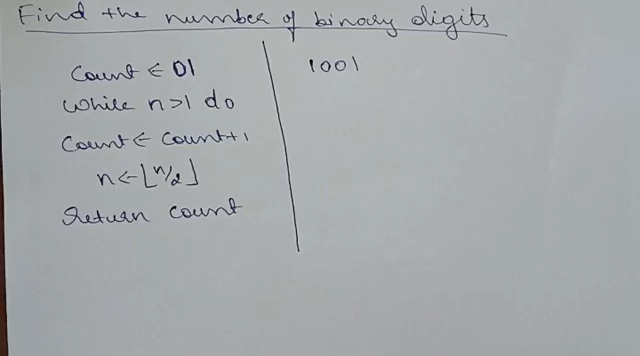 Find the number of binary digits
Count ← 01
While n>1 do
Count ← count+1
n ← ⌊n/2⌋
Return count
1001